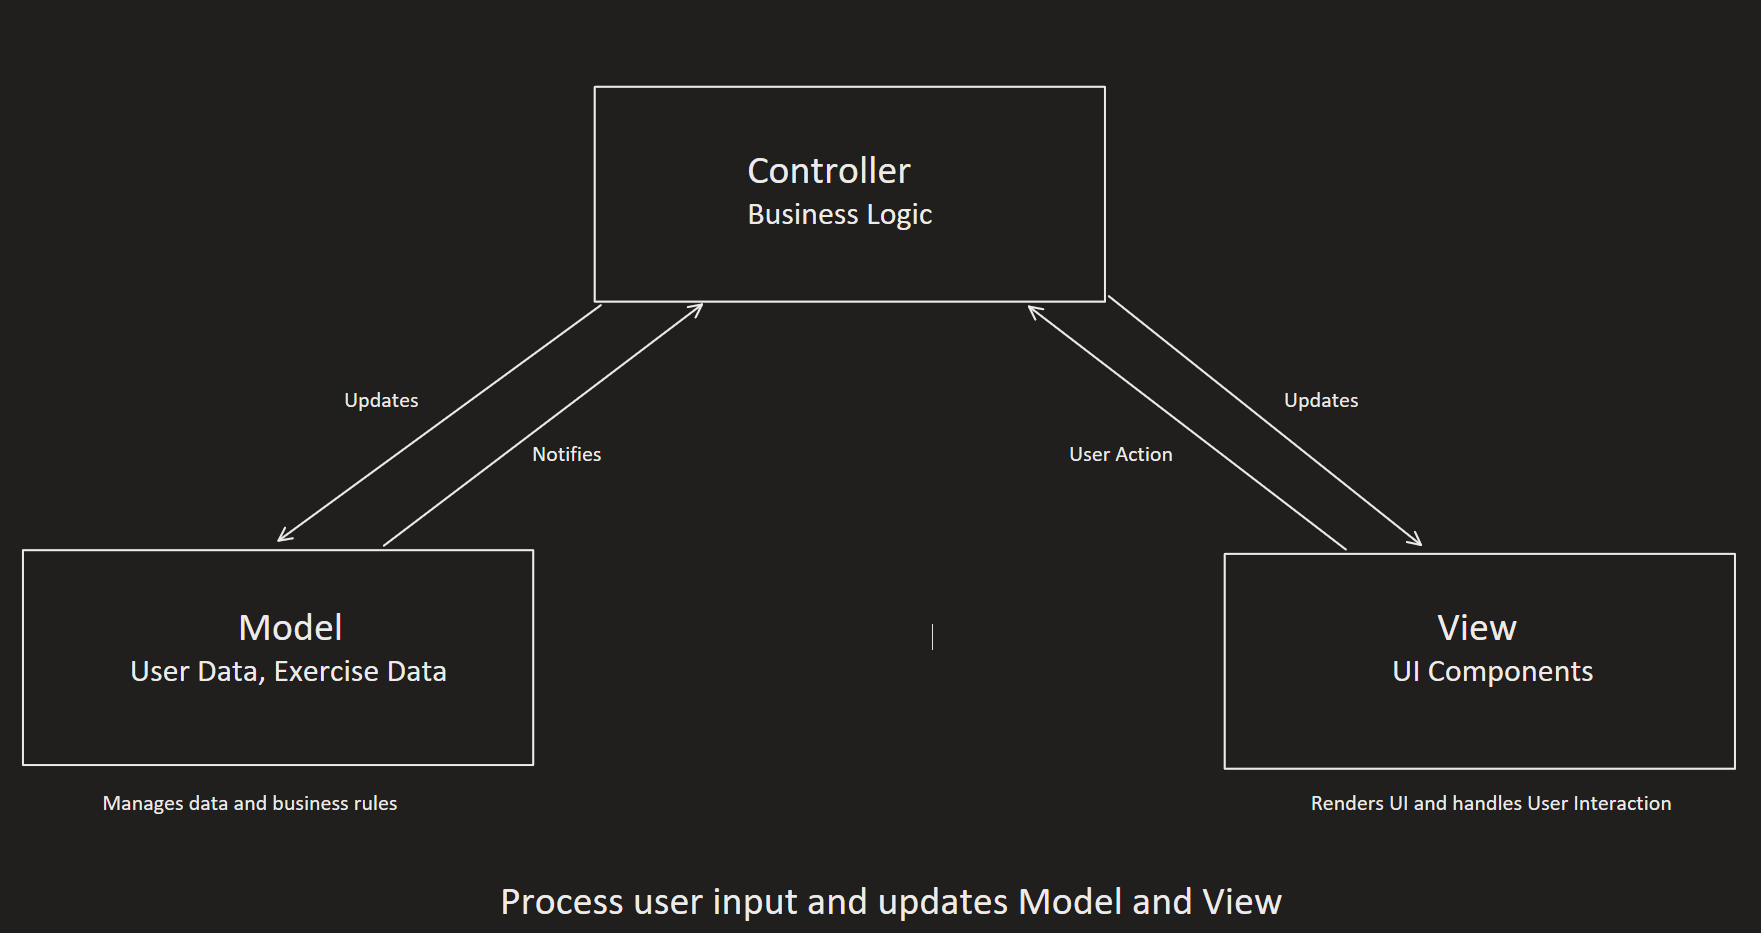 Controller
Business Logic
Updates
Updates
Notifies
User Action
Model
User Data, Exercise Data
View
UI Components
Manages data and business rules
Renders UI and handles User Interaction
Process user input and updates Model and View